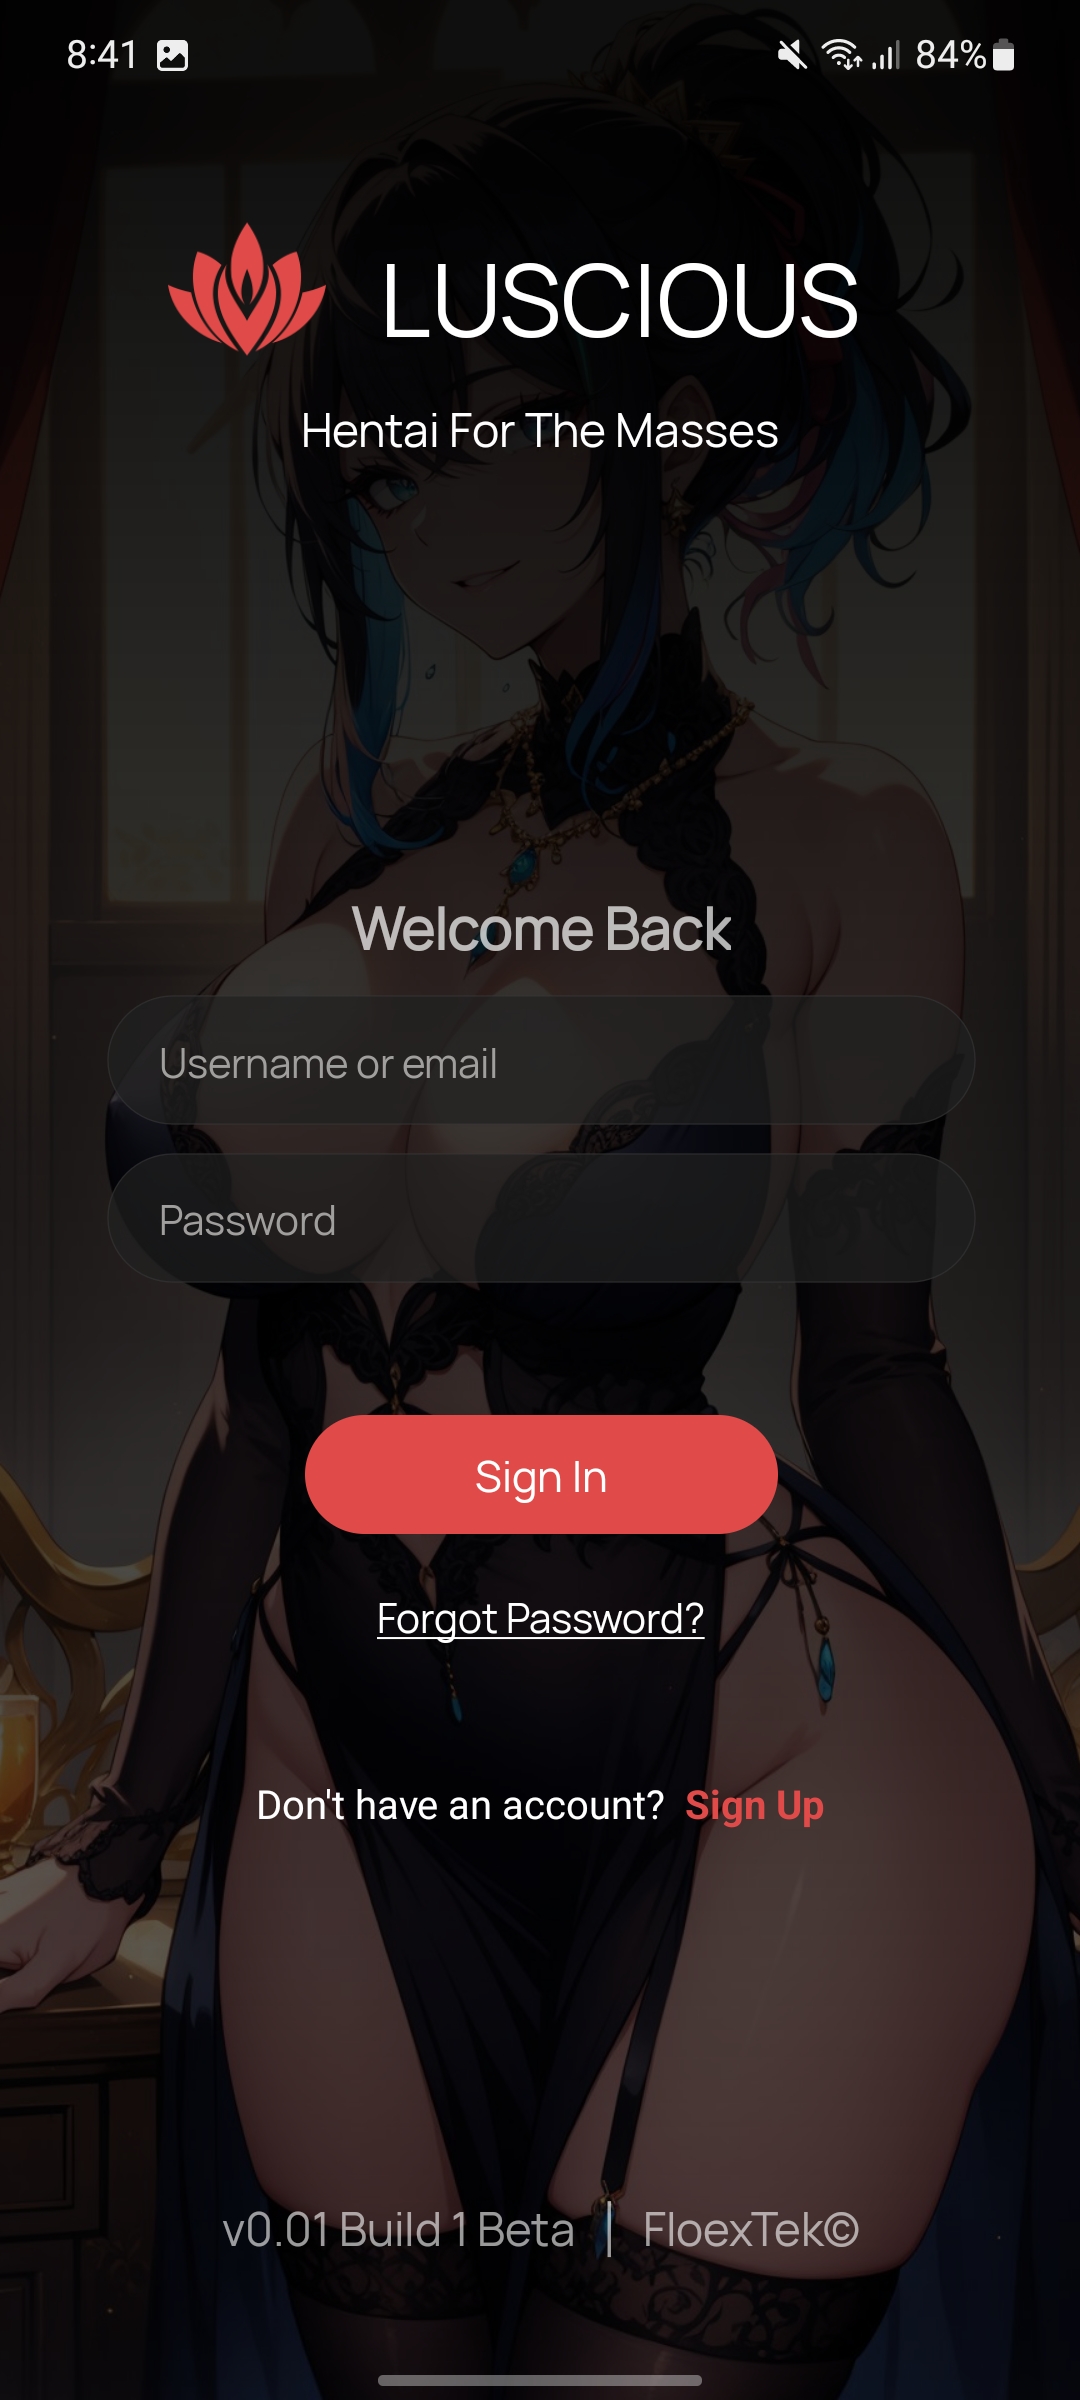 8:41
84%
LUSCIOUS
Hentai For The Masses
Welcome Back
Username or email
Password
Sign In
Forgot Password?
Don't have an account? Sign Up
v0.01 Build 1 Beta | FloexTek©